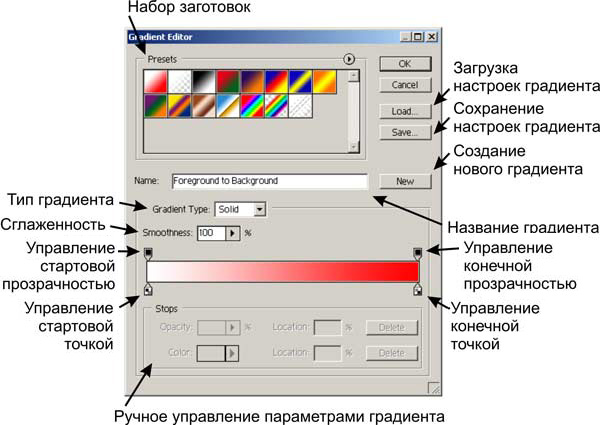 Набор заготовок
Gradient Editor
Presets
OK
Cancel
Load...
Save...
Загрузка
настроек градиента
Сохранение
настроек градиента
Создание
нового градиента
Name: Foreground to Background New
Тип градиента
Gradient Type: Solid
Название градиента
Сглаженность
Smoothness: 100 %
Управление
стартовой
прозрачностью
Управление
конечной
прозрачностью
Управление
стартовой
точкой
Управление
конечной
точкой
Stops
Opacity: % Location: % Delete
Color: Location: % Delete
Ручное управление параметрами градиента